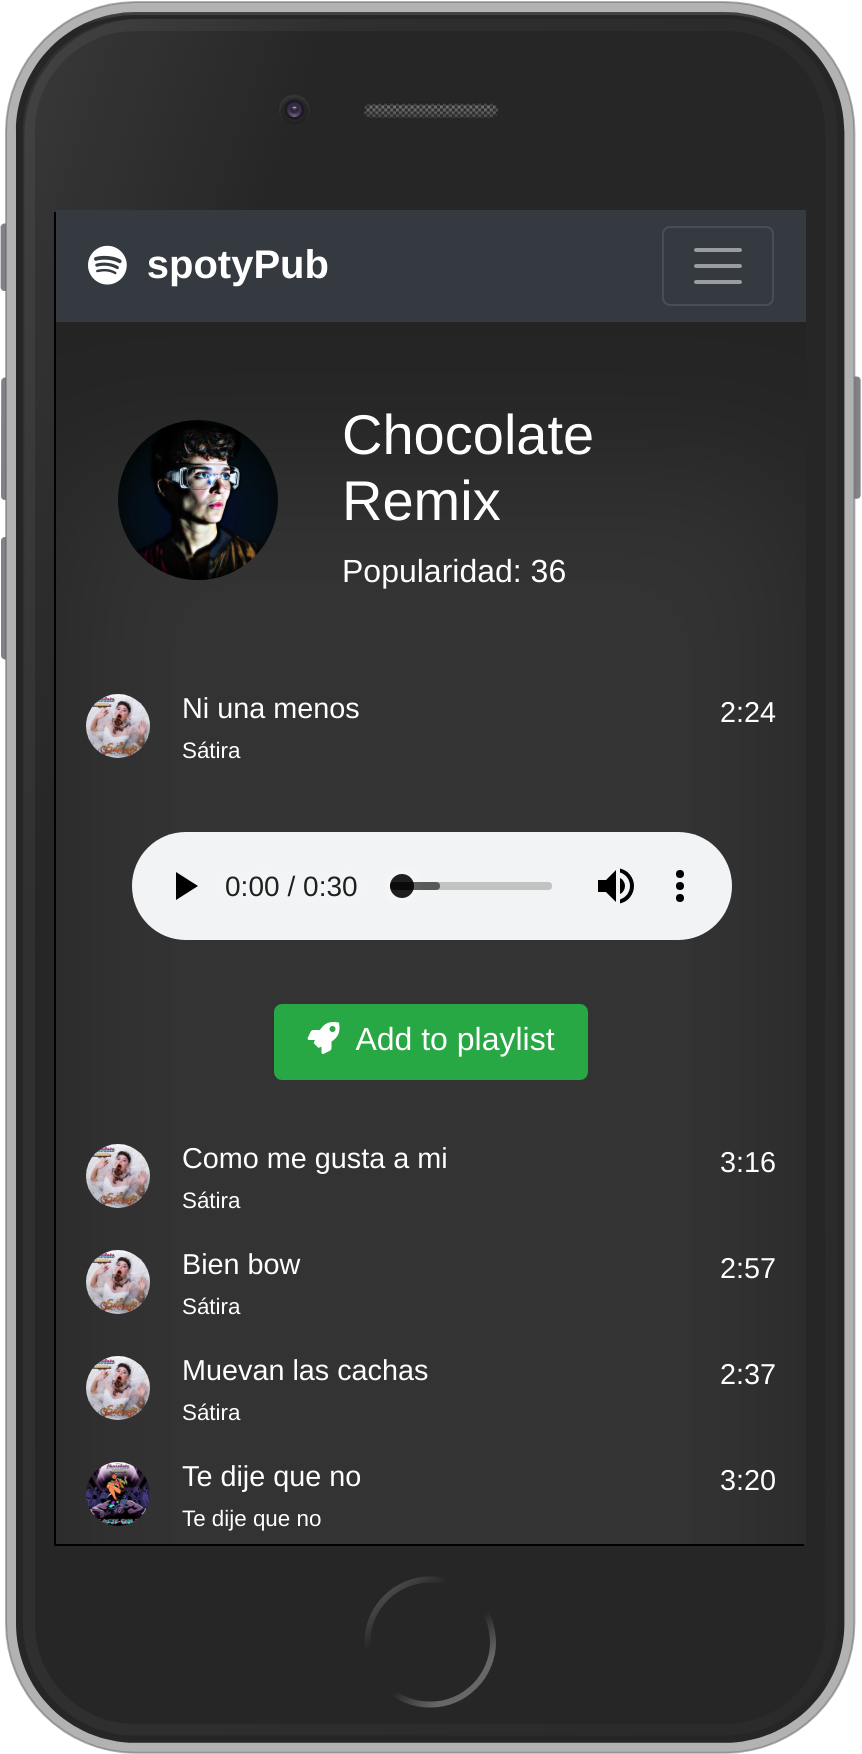 spotyPub
Chocolate
Remix
Popularidad: 36
Ni una menos
2:24
Sátira
0:00 / 0:30
Add to playlist
Como me gusta a mi
3:16
Sátira
Bien bow
2:57
Sátira
Muevan las cachas
2:37
Sátira
Te dije que no
3:20
Te dije que no